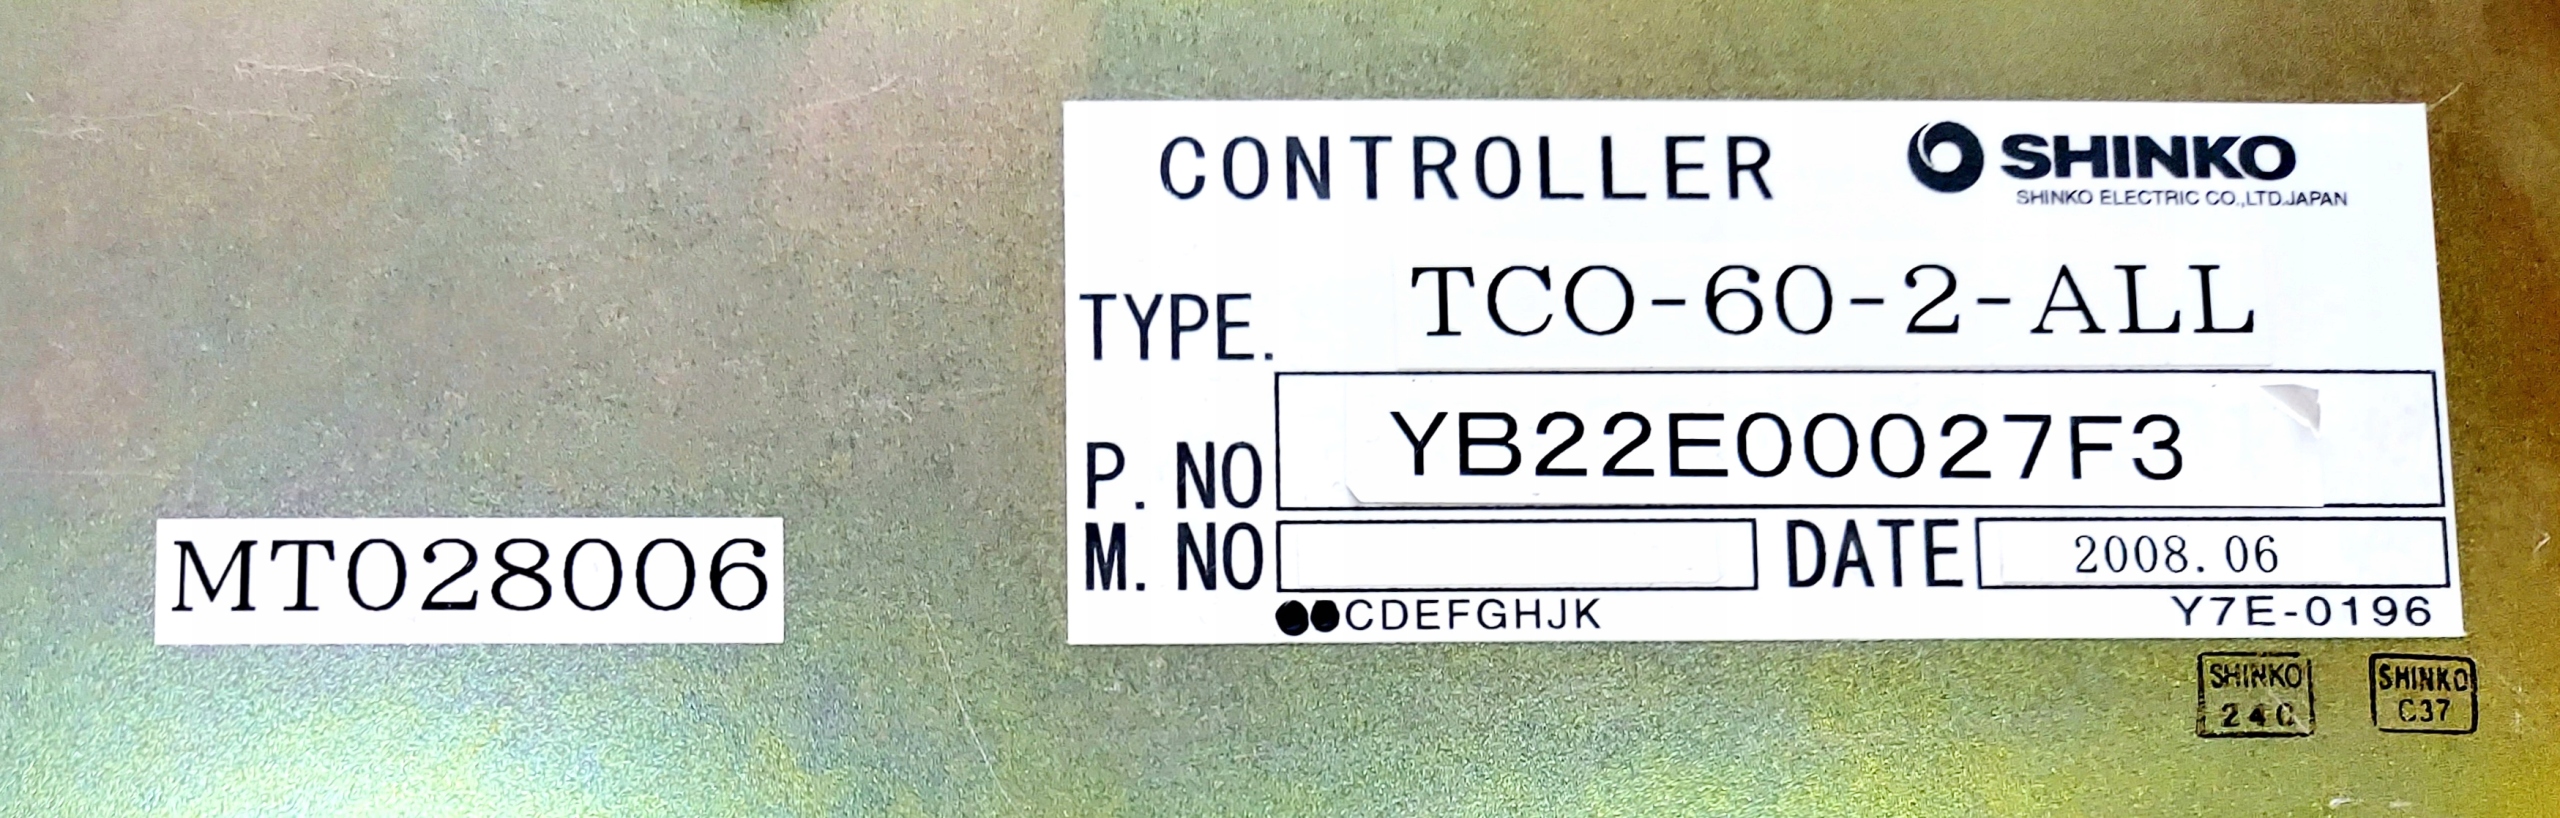 CONTROLLER
SHINKO
SHINKO ELECTRIC CO.,LTD.JAPAN
TYPE. TCO-60-2-ALL
P. NO YB22E00027F3
M. NO DATE 2008.06
CDEFGHJK Y7E-0196
MT028006
SHINKO
24C
SHINKO
C37